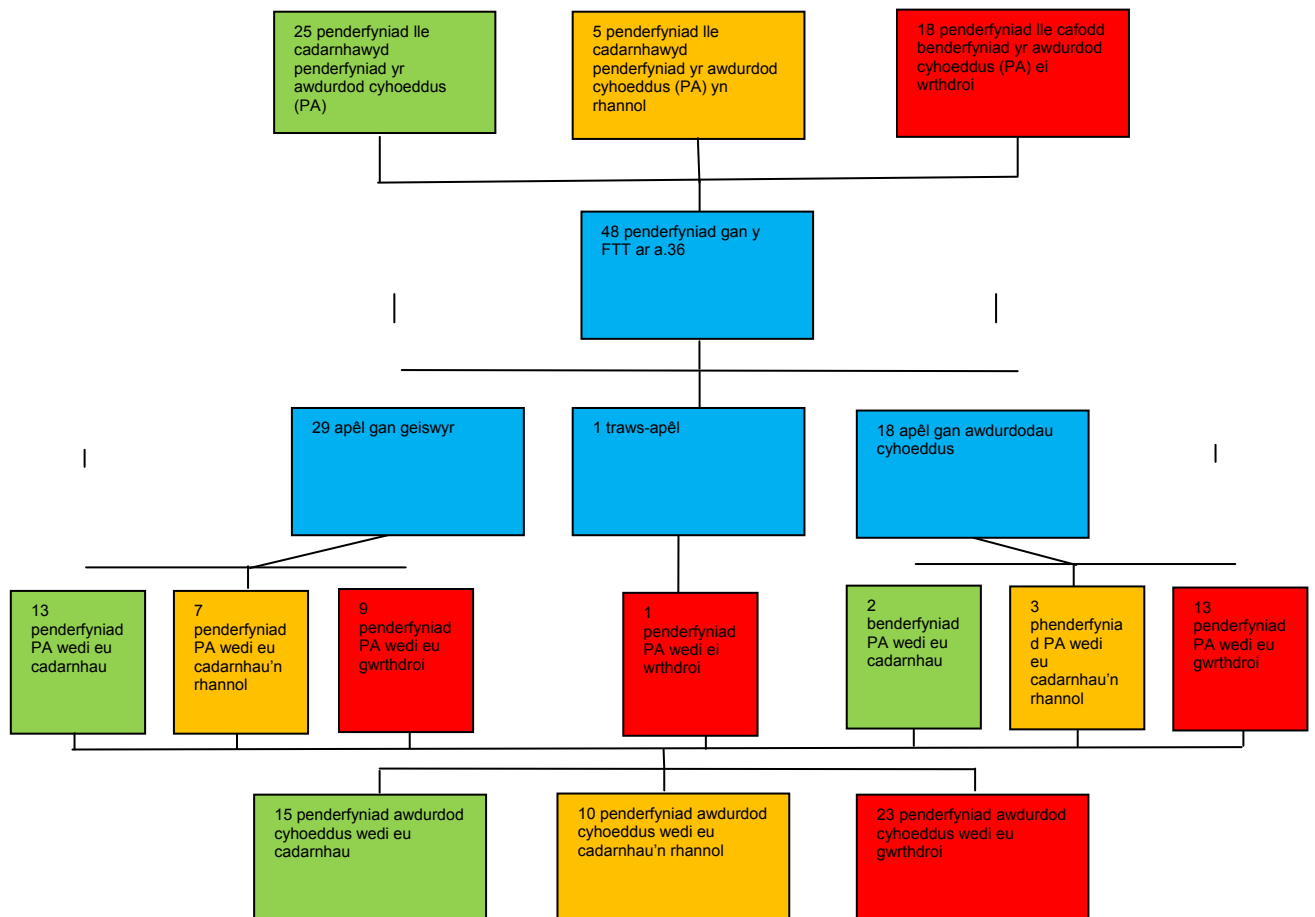 25 penderfyniad lle
cadarnhawyd
penderfyniad yr
awdurdod cyhoeddus
(PA)
5 penderfyniad lle
cadarnhawyd
penderfyniad yr awdurdod
cyhoeddus (PA) yn
rhannol
18 penderfyniad lle cafodd
benderfyniad yr awdurdod
cyhoeddus (PA) ei
wrthdroi
48 penderfyniad gan y
FTT ar a.36
29 apêl gan geiswyr
1 traws-apêl
18 apêl gan awdurdodau
cyhoeddus
13
penderfyniad
PA wedi eu
cadarnhau
7
penderfyniad
PA wedi eu
cadarnhau'n
rhannol
9
penderfyniad
PA wedi eu
gwrthdroi
1
penderfyniad
PA wedi ei
wrthdroi
2
benderfyniad
PA wedi eu
cadarnhau
3
phenderfynia
d PA wedi
eu
cadarnhau'n
rhannol
13
penderfyniad
PA wedi eu
gwrthdroi
15 penderfyniad awdurdod
cyhoeddus wedi eu
cadarnhau
10 penderfyniad awdurdod
cyhoeddus wedi eu
cadarnhau'n rhannol
23 penderfyniad awdurdod
cyhoeddus wedi eu
gwrthdroi